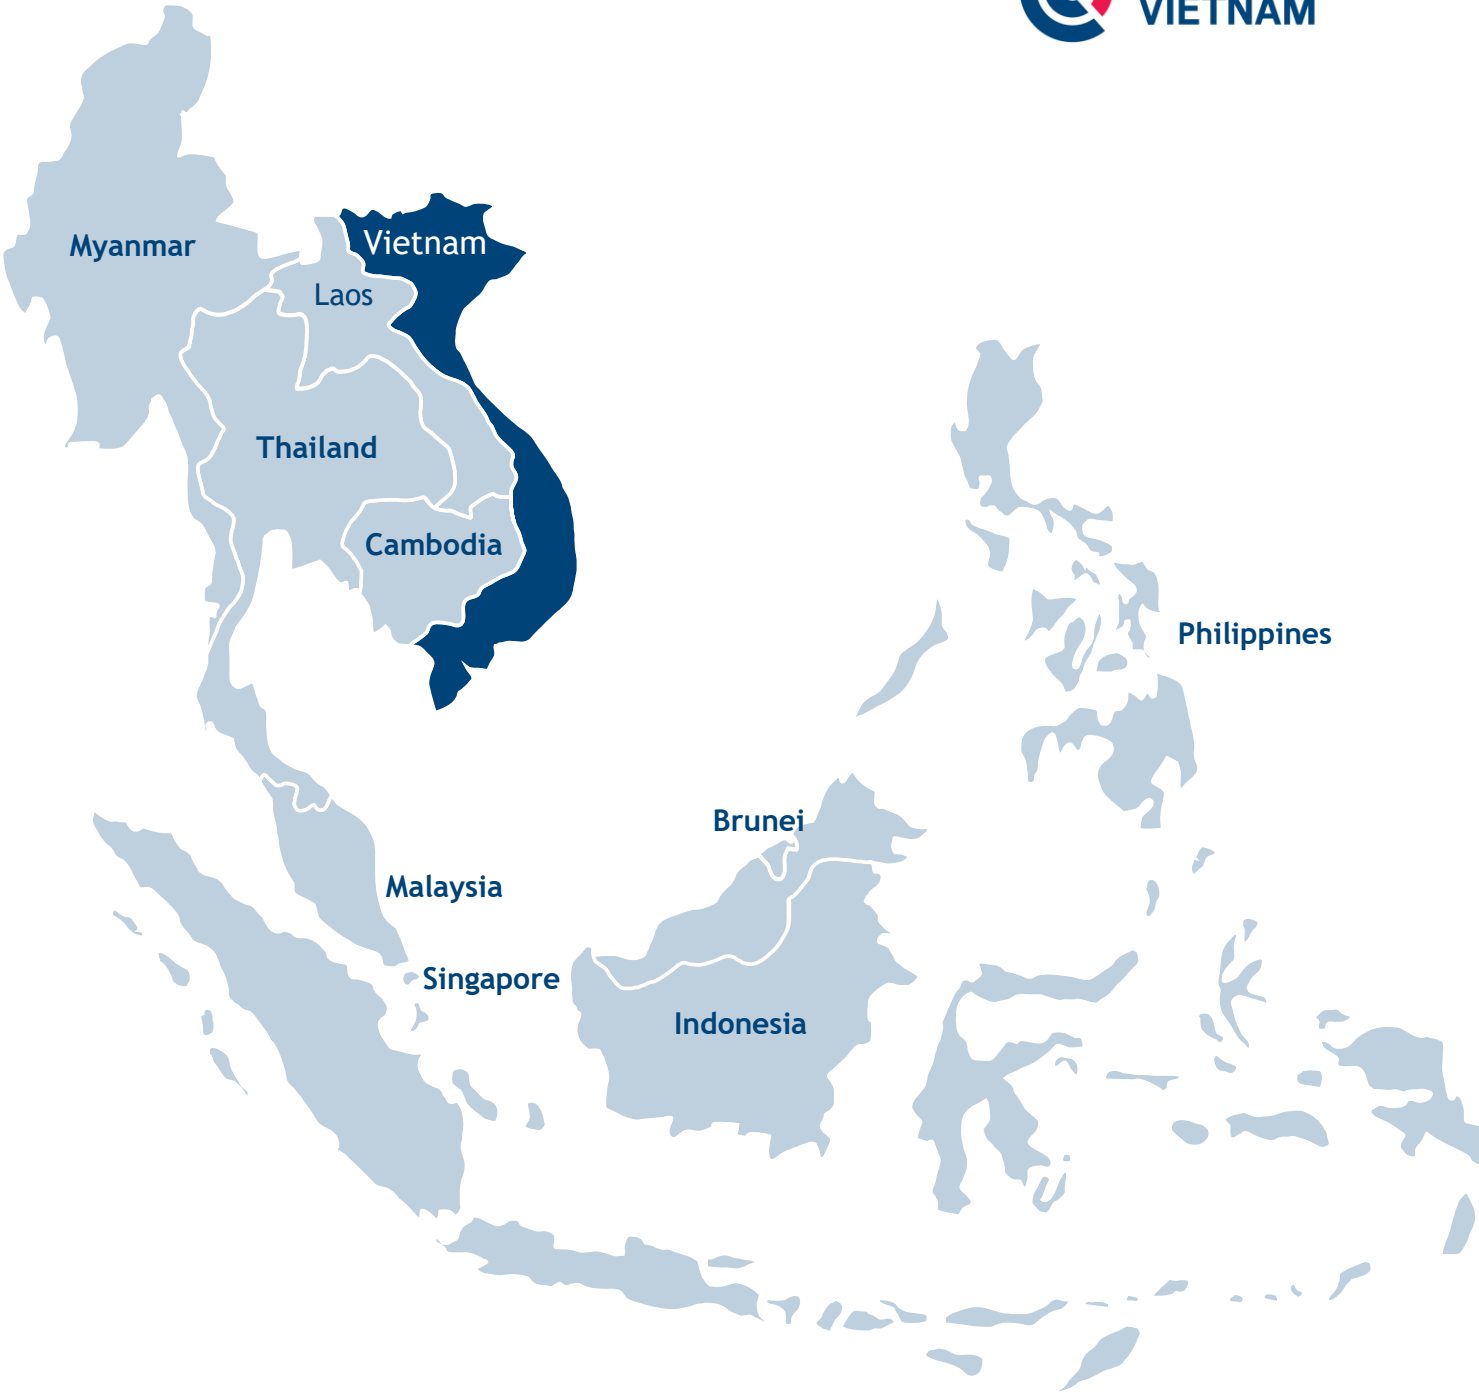 VIETNAM
Vietnam
Myanmar
Laos
Thailand
Cambodia
Philippines
Brunei
Malaysia
Singapore
Indonesia